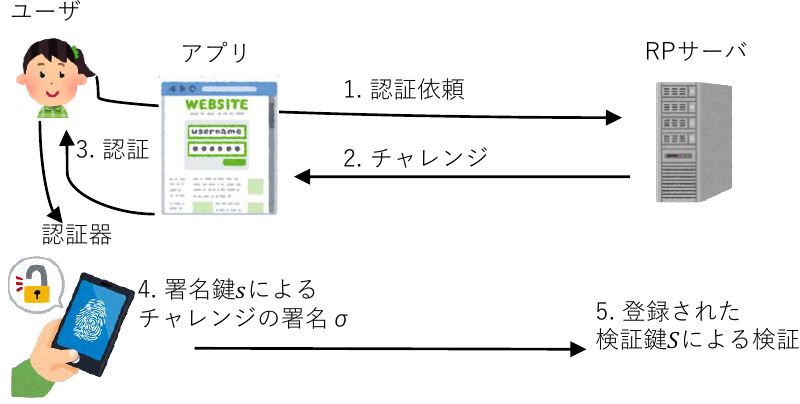 ユーザ
アプリ
RPサーバ
1. 認証依頼
WEBSITE
username
2. チャレンジ
3. 認証
認証器
4. 署名鍵sによる
チャレンジの署名σ
5. 登録された
検証鍵Sによる検証